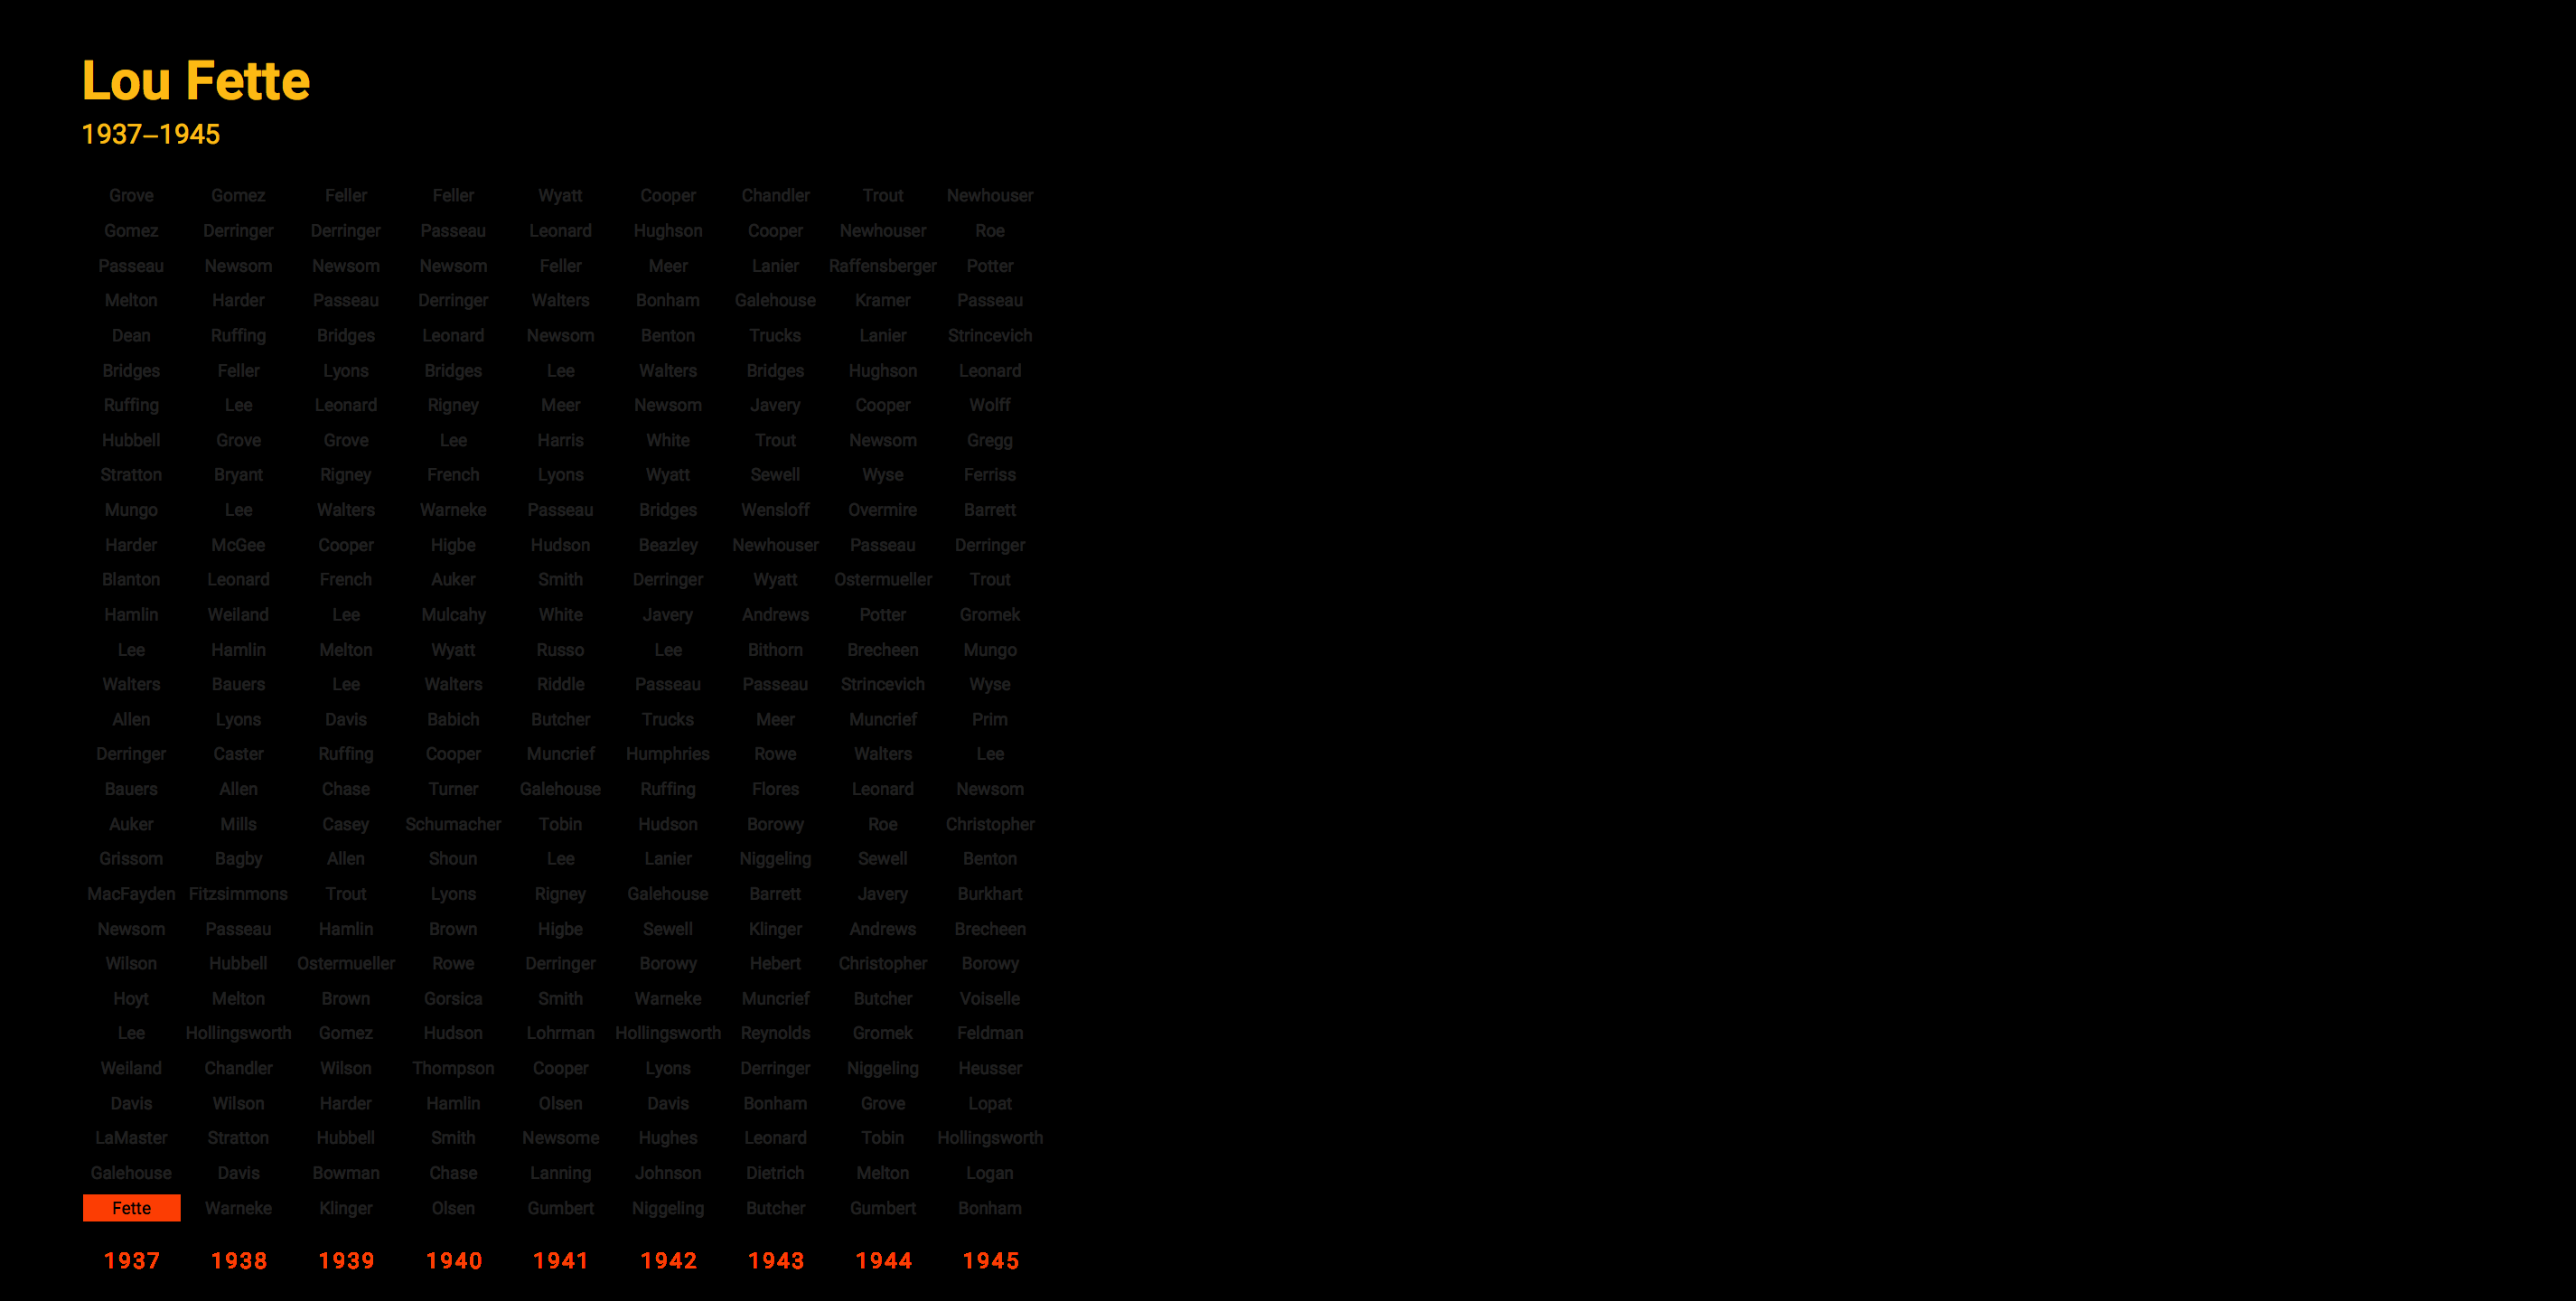 Lou Fette
1937–1945
Grove Gomez Feller Feller Wyatt Cooper Chandler Trout Newhouser
Gomez Derringer Derringer Passeau Leonard Hughson Cooper Newhouser Roe
Passeau Newsom Newsom Newsom Feller Meer Lanier Raffensberger Potter
Melton Harder Passeau Derringer Walters Bonham Galehouse Kramer Passeau
Dean Ruffing Bridges Leonard Newsom Benton Trucks Lanier Strincevich
Bridges Feller Lyons Bridges Lee Walters Bridges Hughson Leonard
Ruffing Lee Leonard Rigney Meer Newsom Javery Cooper Wolff
Hubbell Grove Grove Lee Harris White Trout Newsom Gregg
Stratton Bryant Rigney French Lyons Wyatt Sewell Wyse Ferriss
Mungo Lee Walters Warneke Passeau Bridges Wensloff Overmire Barrett
Harder McGee Cooper Higbe Hudson Beazley Newhouser Passeau Derringer
Blanton Leonard French Auker Smith Derringer Wyatt Ostermueller Trout
Hamlin Weiland Lee Mulcahy White Javery Andrews Potter Gromek
Lee Hamlin Melton Wyatt Russo Lee Bithorn Brecheen Mungo
Walters Bauers Lee Walters Riddle Passeau Passeau Strincevich Wyse
Allen Lyons Davis Babich Butcher Trucks Meer Muncrief Prim
Derringer Caster Ruffing Cooper Muncrief Humphries Rowe Walters Lee
Bauers Allen Chase Turner Galehouse Ruffing Flores Leonard Newsom
Auker Mills Casey Schumacher Tobin Hudson Borowy Roe Christopher
Grissom Bagby Allen Shoun Lee Lanier Niggeling Sewell Benton
MacFayden Fitzsimmons Trout Lyons Rigney Galehouse Barrett Javery Burkhart
Newsom Passeau Hamlin Brown Higbe Sewell Klinger Andrews Brecheen
Wilson Hubbell Ostermueller Rowe Derringer Borowy Hebert Christopher Borowy
Hoyt Melton Brown Gorsica Smith Warneke Muncrief Butcher Voiselle
Lee Hollingsworth Gomez Hudson Lohrman Hollingsworth Reynolds Gromek Feldman
Weiland Chandler Wilson Thompson Cooper Lyons Derringer Niggeling Heusser
Davis Wilson Harder Hamlin Olsen Davis Bonham Grove Lopat
LaMaster Stratton Hubbell Smith Newsome Hughes Leonard Tobin Hollingsworth
Galehouse Davis Bowman Chase Lanning Johnson Dietrich Melton Logan
Fette Warneke Klinger Olsen Gumbert Niggeling Butcher Gumbert Bonham
1937 1938 1939 1940 1941 1942 1943 1944 1945